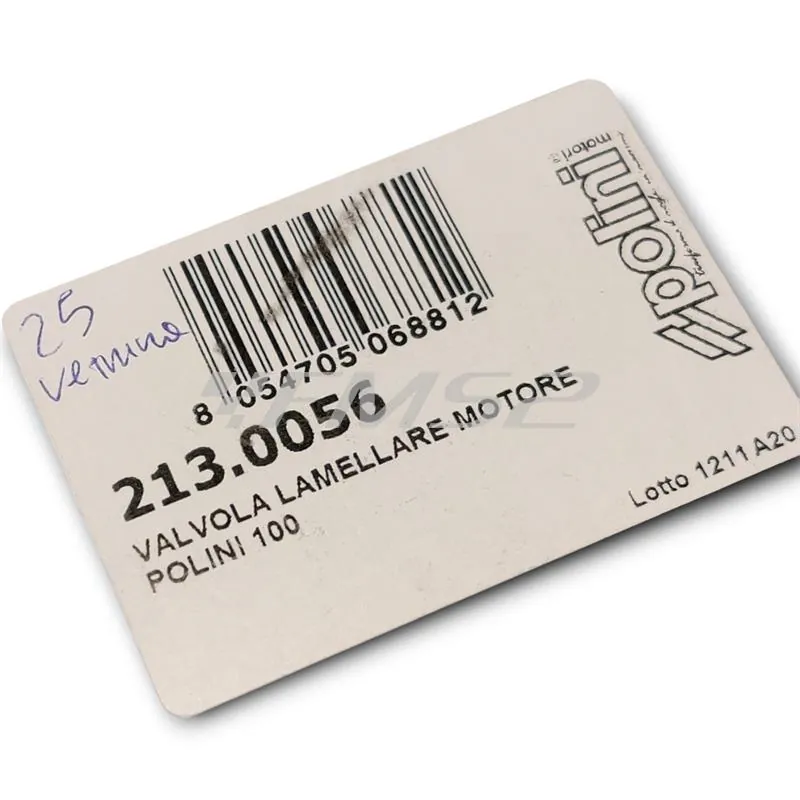 25
8 054705 068812
213.0056
VALVOLA LAMELLARE MOTORE
POLINI 100
polini
motori
Lotto 1211 A20